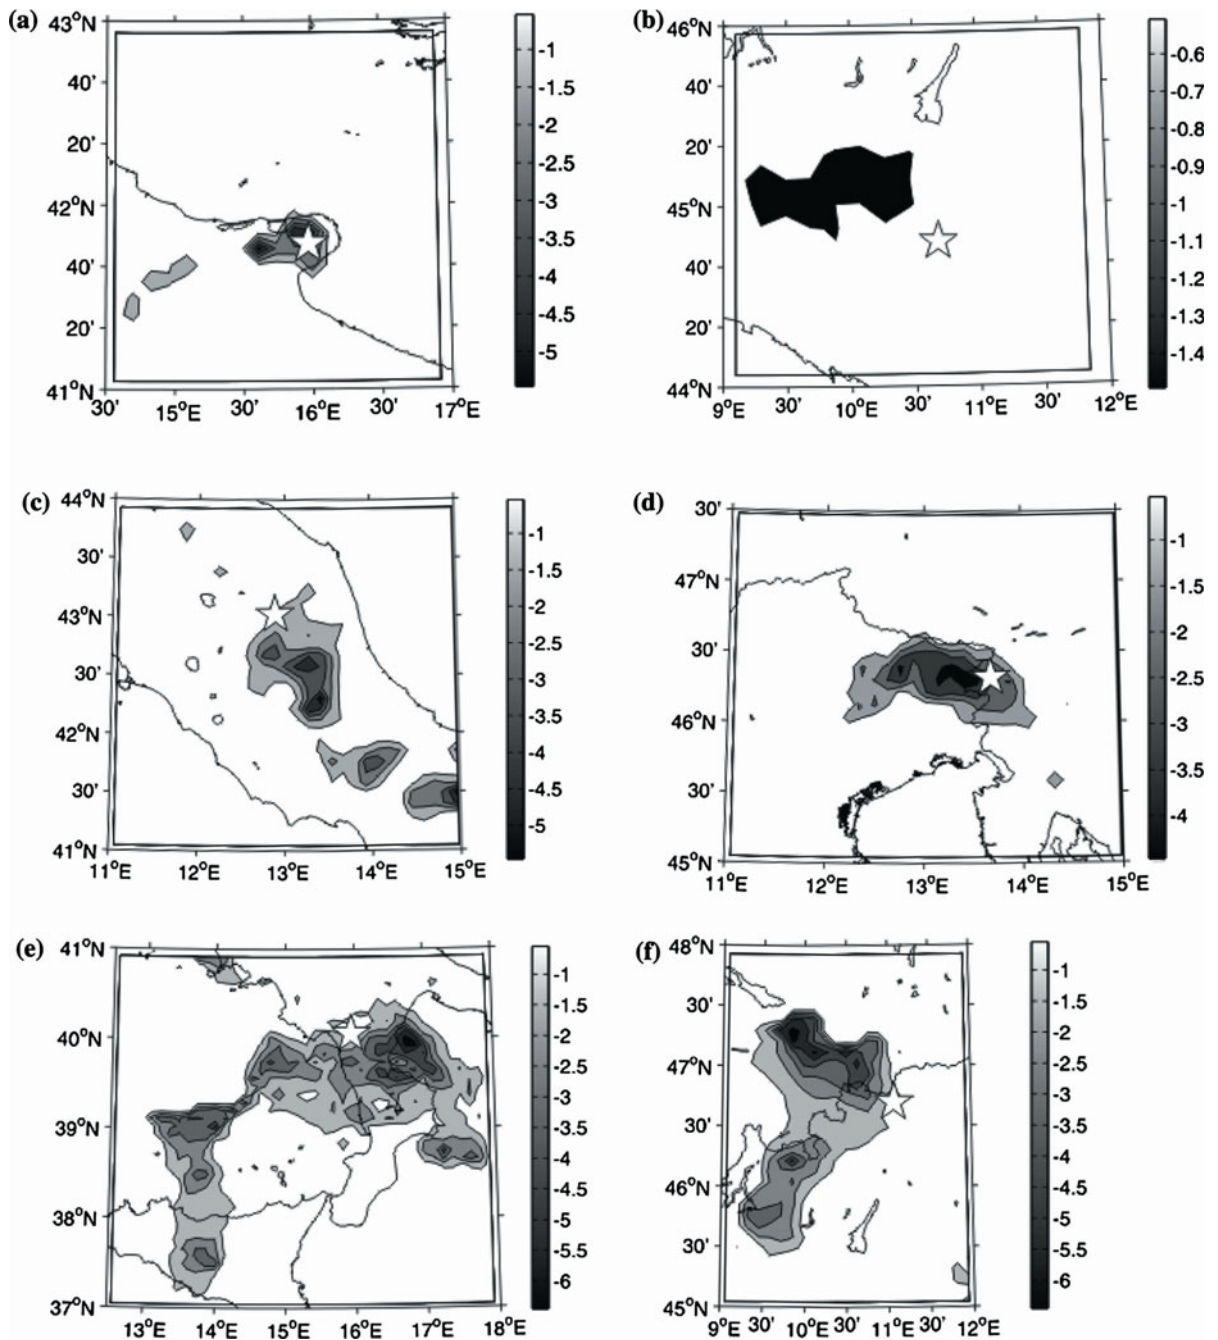 (a)
43°N
40'
20'
42°N
40'
20'
41°N
30' 15°E 30' 16°E 30' 17°E
-1
-1.5
-2
-2.5
-3
-3.5
-4
-4.5
-5
(b)
46°N
40'
20'
45°N
40'
20'
44°N
9°E 30' 10°E 30' 11°E 30' 12°E
-0.6
-0.7
-0.8
-0.9
-1
-1.1
-1.2
-1.3
-1.4
(c)
44°N
30'
43°N
30'
42°N
30'
41°N
11°E 12°E 13°E 14°E 15°E
-1
-1.5
-2
-2.5
-3
-3.5
-4
-4.5
-5
(d)
30'
47°N
30'
46°N
30'
45°N
11°E 12°E 13°E 14°E 15°E
-1
-1.5
-2
-2.5
-3
-3.5
-4
(e)
41°N
40°N
39°N
38°N
37°N
13°E 14°E 15°E 16°E 17°E 18°E
-1
-1.5
-2
-2.5
-3
-3.5
-4
-4.5
-5
-5.5
-6
(f)
48°N
30'
47°N
30'
46°N
30'
45°N
9°E 30' 10°E 30' 11°E 30' 12°E
-1
-1.5
-2
-2.5
-3
-3.5
-4
-4.5
-5
-5.5
-6